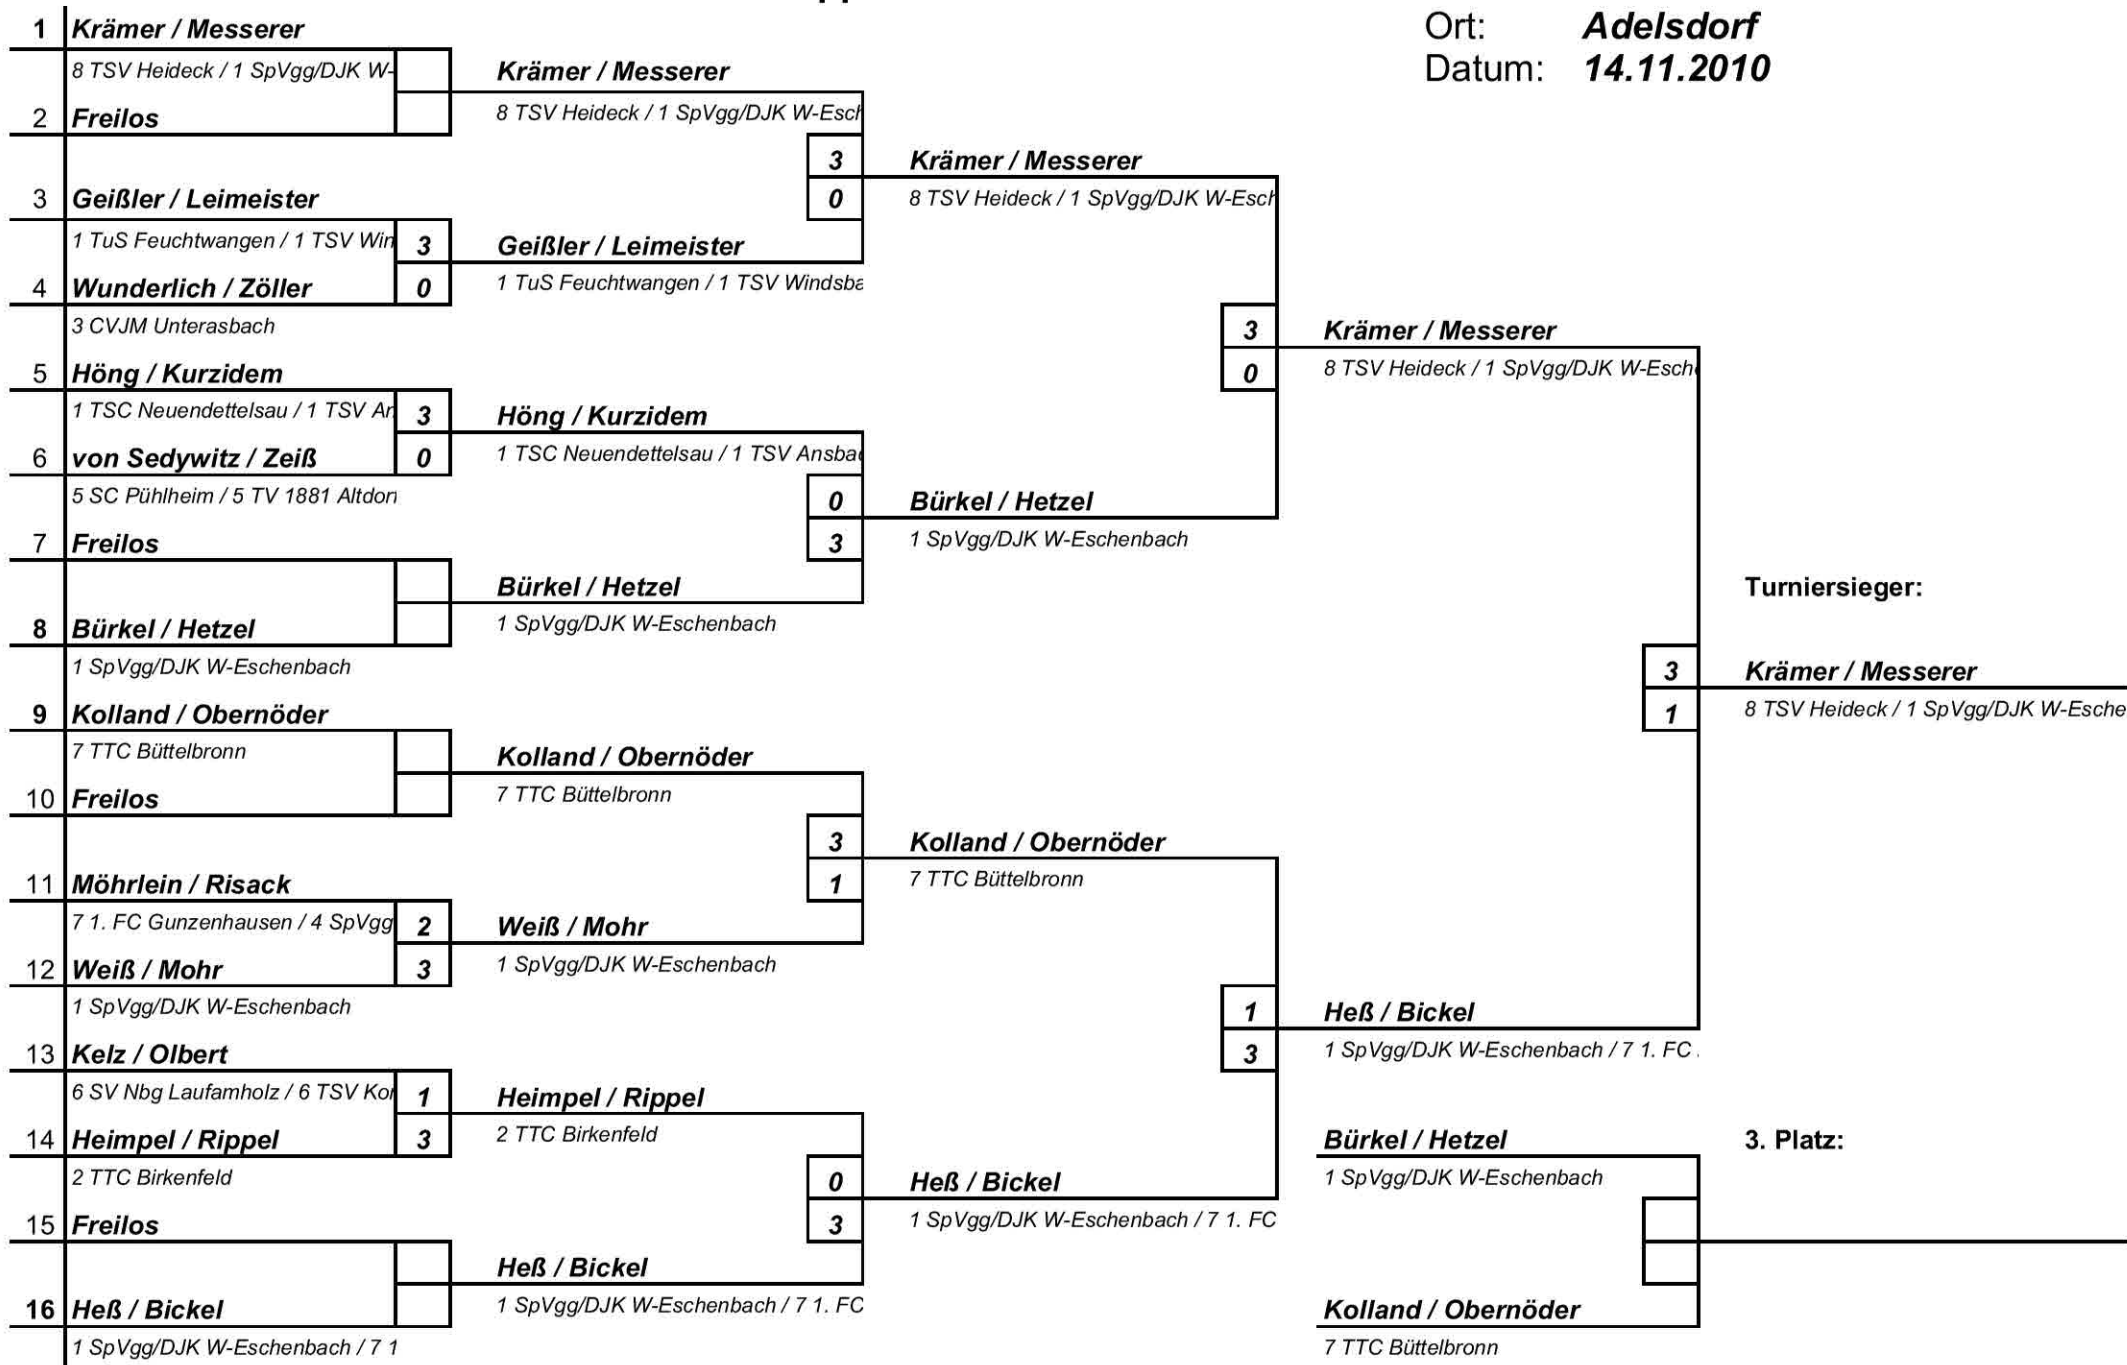 Ort: Adelsdorf
Datum: 14.11.2010
1 Krämer / Messerer
8 TSV Heideck / 1 SpVgg/DJK W-
2 Freilos
3 Geißler / Leimeister
1 TuS Feuchtwangen / 1 TSV Win
3
4 Wunderlich / Zöller
0
3 CVJM Unterasbach
5 Höng / Kurzidem
1 TSC Neuendettelsau / 1 TSV An
3
6 von Sedywitz / Zeiß
0
5 SC Pühlheim / 5 TV 1881 Altdorf
7 Freilos
8 Bürkel / Hetzel
1 SpVgg/DJK W-Eschenbach
9 Kolland / Obernöder
7 TTC Büttelbronn
10 Freilos
11 Möhrlein / Risack
7 1. FC Gunzenhausen / 4 SpVgg
2
12 Weiß / Mohr
3
1 SpVgg/DJK W-Eschenbach
13 Kelz / Olbert
6 SV Nbg Laufamholz / 6 TSV Kor
1
14 Heimpel / Rippel
3
2 TTC Birkenfeld
15 Freilos
16 Heß / Bickel
1 SpVgg/DJK W-Eschenbach / 7 1
Krämer / Messerer
8 TSV Heideck / 1 SpVgg/DJK W-Esch
3
0
Geißler / Leimeister
1 TuS Feuchtwangen / 1 TSV Windsba
Höng / Kurzidem
1 TSC Neuendettelsau / 1 TSV Ansbac
0
3
Bürkel / Hetzel
1 SpVgg/DJK W-Eschenbach
Kolland / Obernöder
7 TTC Büttelbronn
3
1
Weiß / Mohr
1 SpVgg/DJK W-Eschenbach
Heimpel / Rippel
2 TTC Birkenfeld
0
3
Heß / Bickel
1 SpVgg/DJK W-Eschenbach / 7 1. FC
Krämer / Messerer
8 TSV Heideck / 1 SpVgg/DJK W-Esch
3
0
Bürkel / Hetzel
1 SpVgg/DJK W-Eschenbach
Kolland / Obernöder
7 TTC Büttelbronn
1
3
Heß / Bickel
1 SpVgg/DJK W-Eschenbach / 7 1. FC
Krämer / Messerer
8 TSV Heideck / 1 SpVgg/DJK W-Esche
3
1
Heß / Bickel
1 SpVgg/DJK W-Eschenbach / 7 1. FC
Turniersieger:
Krämer / Messerer
8 TSV Heideck / 1 SpVgg/DJK W-Esche
Bürkel / Hetzel
1 SpVgg/DJK W-Eschenbach
3. Platz:
Kolland / Obernöder
7 TTC Büttelbronn